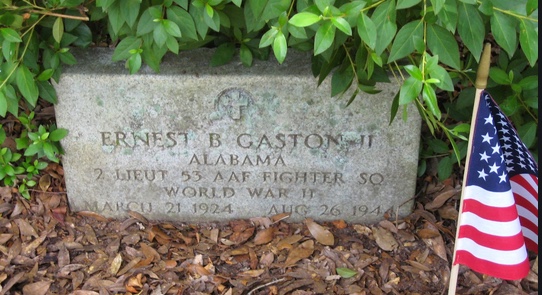 ERNEST B GASTON II
ALABAMA
2 LIEUT 53 AAF FIGHTER SQ
WORLD WAR II
MARCH 21 1924 AUG 26 1944